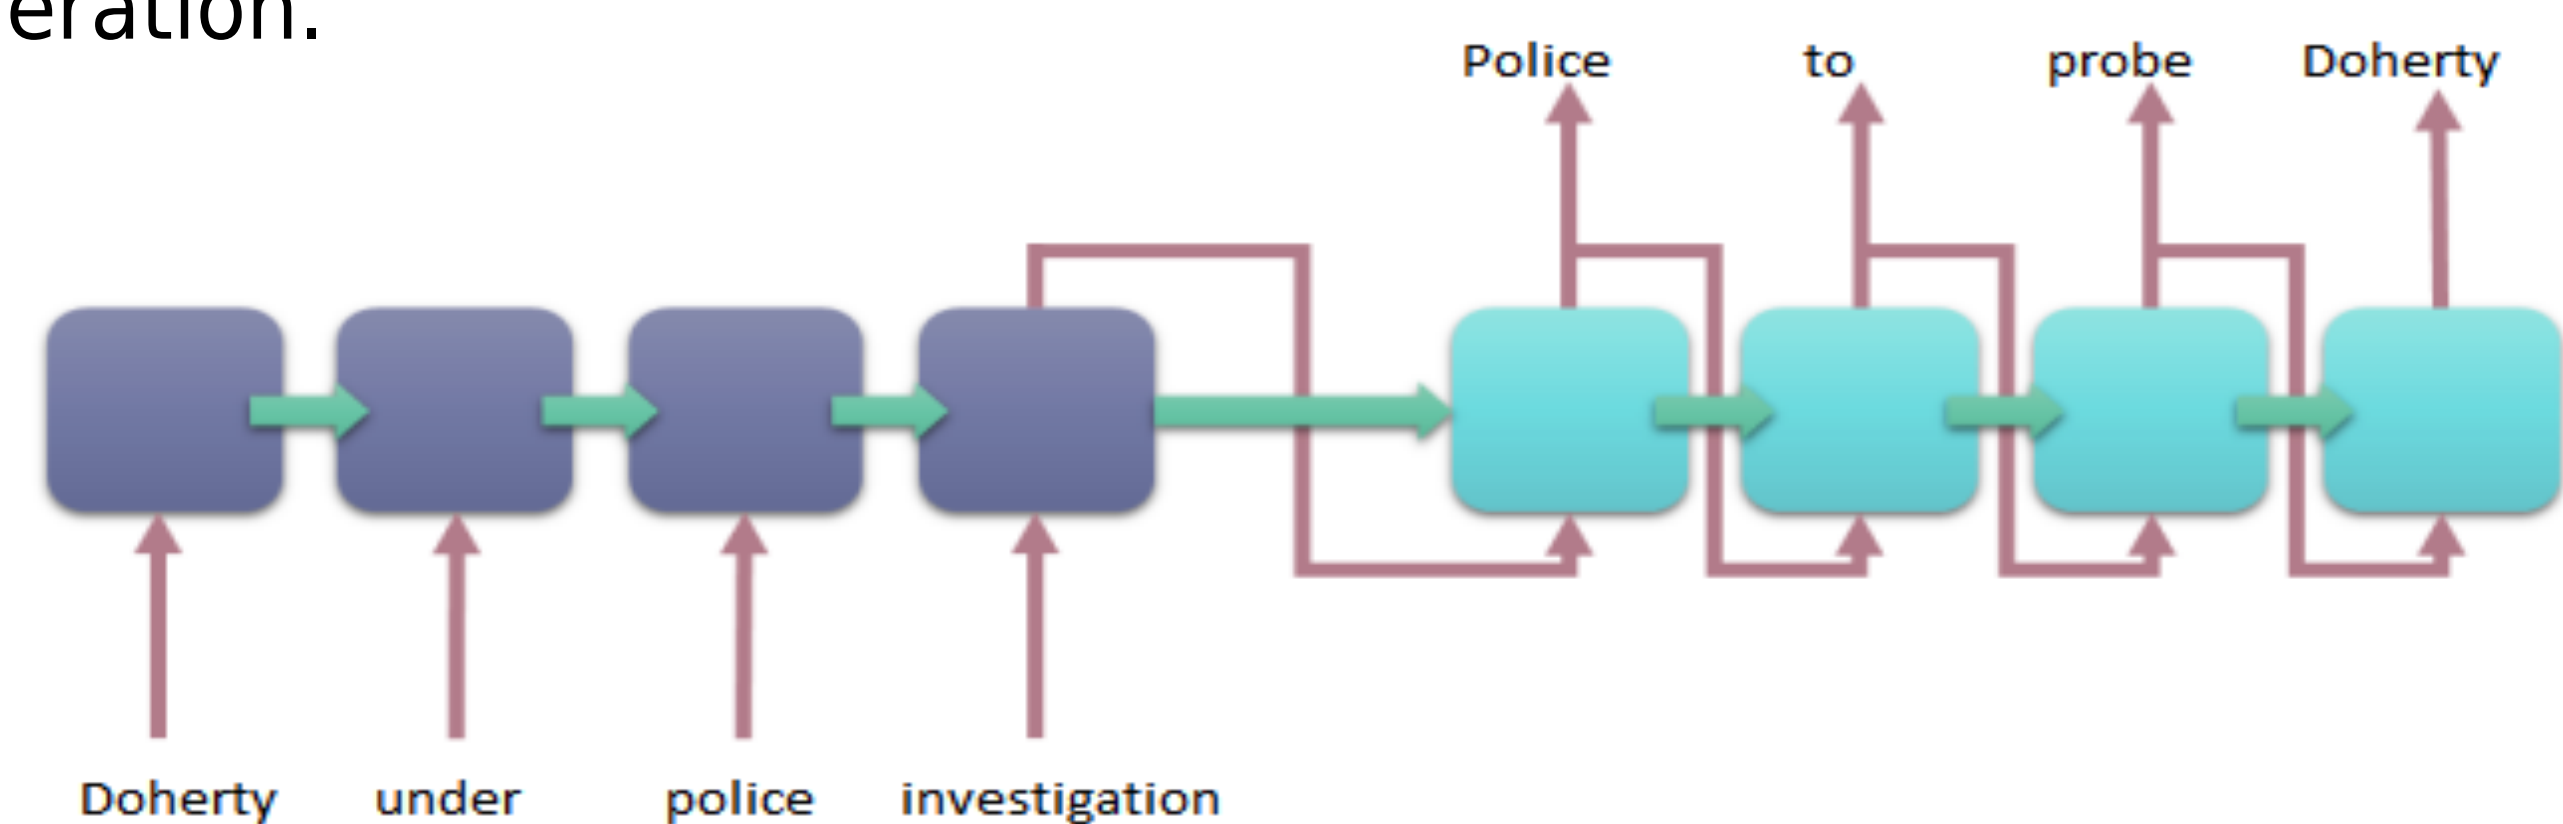 eration.
Police to probe Doherty
Doherty under police investigation